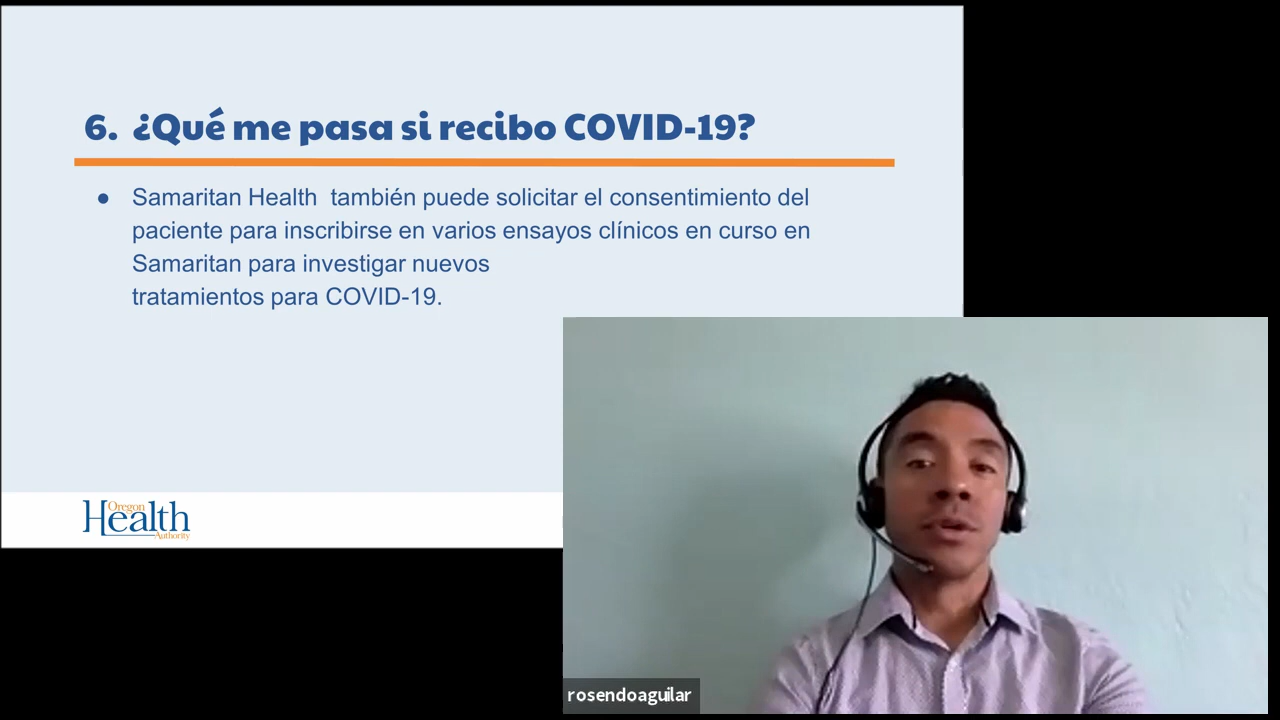 6. ¿Qué me pasa si recibo COVID-19?
● Samaritan Health también puede solicitar el consentimiento del
paciente para inscribirse en varios ensayos clínicos en curso en
Samaritan para investigar nuevos
tratamientos para COVID-19.
Oregon
Health
Authority
rosendoaguilar